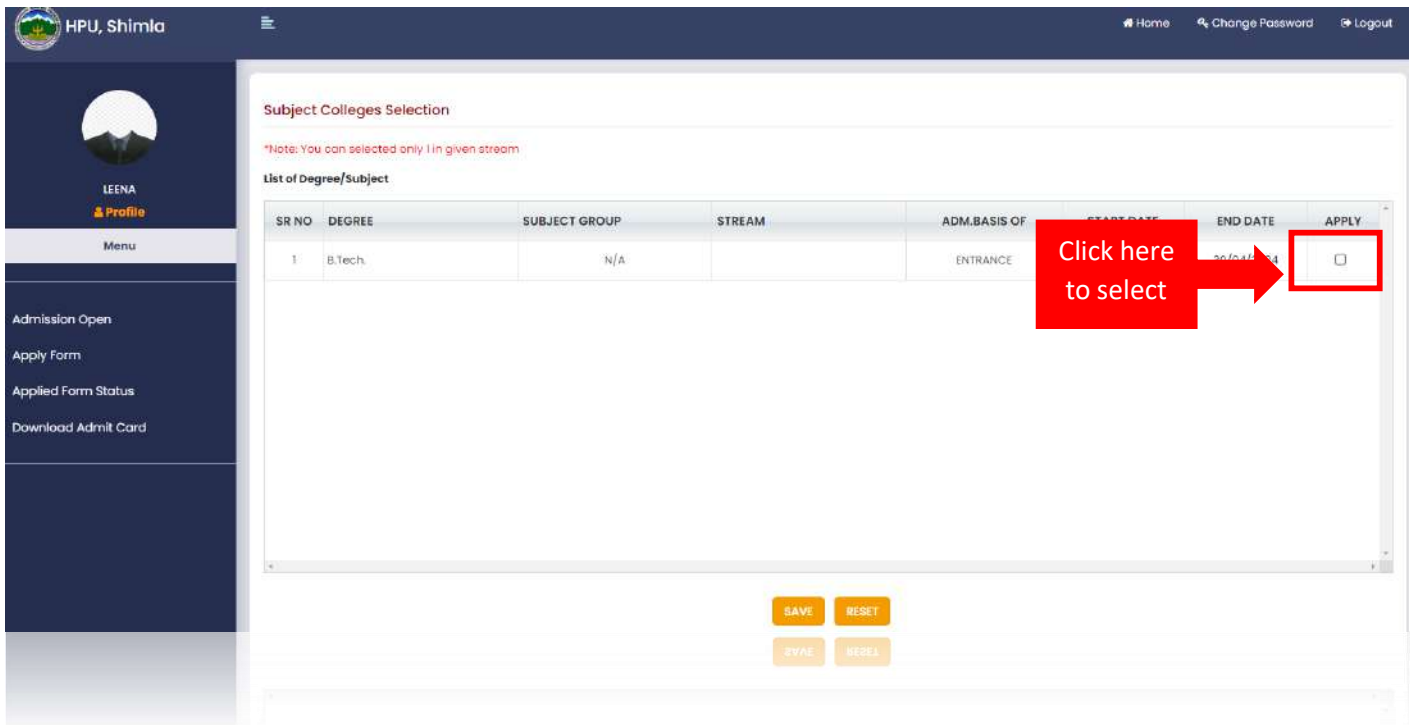 HPU, Shimla
Home Change Password Logout
LEENA
Profile
Menu
Admission Open
Apply Form
Applied Form Status
Download Admit Card
Subject Colleges Selection
*Note: You can selected only 1 in given stream
List of Degree/Subject
SR NO DEGREE SUBJECT GROUP STREAM ADM.BASIS OF START DATE END DATE APPLY
1 B.Tech. N/A ENTRANCE
Click here
to select
SAVE RESET